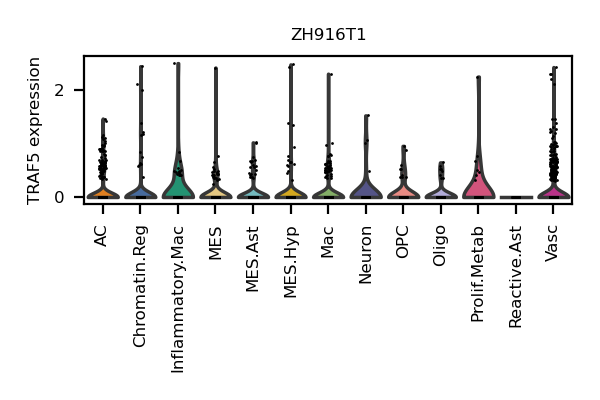 ZH916T1
TRAF5 expression
2
0
AC
Chromatin.Reg
Inflammatory.Mac
MES
MES.Ast
MES.Hyp
Mac
Neuron
OPC
Oligo
Prolif.Metab
Reactive.Ast
Vasc